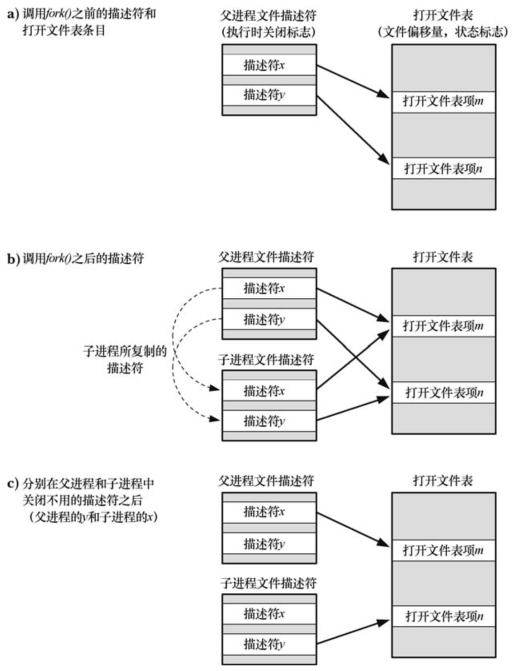 a) 调用fork()之前的描述符和
打开文件表条目
父进程文件描述符
(执行时关闭标志)
打开文件表
(文件偏移量，状态标志)
描述符x
描述符y
打开文件表项m
打开文件表项n
b) 调用fork()之后的描述符
父进程文件描述符
打开文件表
描述符x
描述符y
打开文件表项m
子进程所复制的
描述符
子进程文件描述符
描述符x
描述符y
打开文件表项n
c) 分别在父进程和子进程中
关闭不用的描述符之后
（父进程的y和子进程的x）
父进程文件描述符
打开文件表
描述符x
描述符y
打开文件表项m
子进程文件描述符
描述符x
描述符y
打开文件表项n